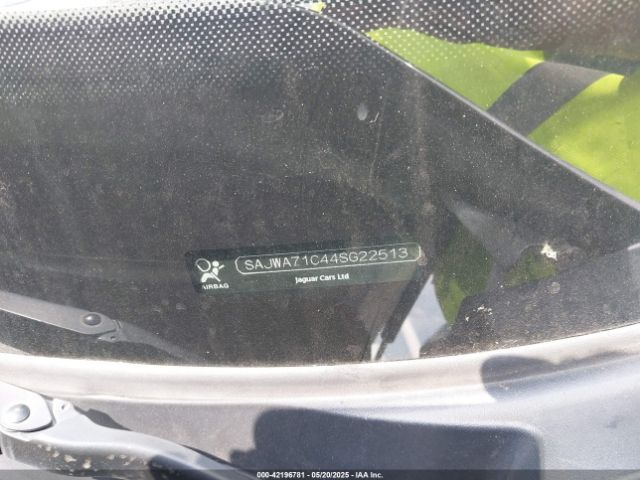 SAJWA71C44SG22513
AIRBAG
Jaguar Cars Ltd
000-42196781 - 05/20/2025 - IAA Inc.